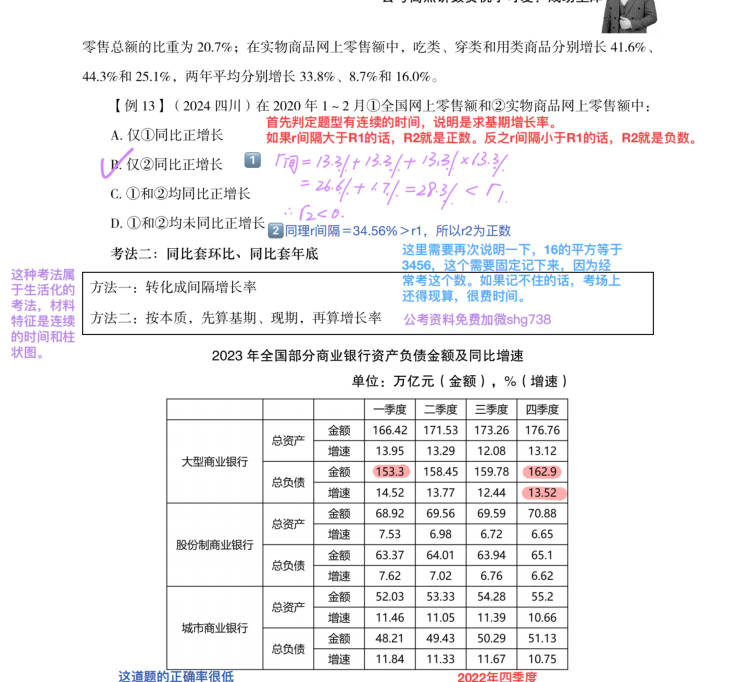 零售总额的比重为 20.7%；在实物商品网上零售额中，吃类、穿类和用类商品分别增长 41.6%、
44.3%和 25.1%，两年平均分别增长 33.8%、8.7%和 16.0%。
【例 13】（2024 四川）在 2020 年 1～2 月①全国网上零售额和②实物商品网上零售额中：
首先判定题型有连续的时间，说明是求基期增长率。
如果r间隔大于R1的话，R2就是正数。反之r间隔小于R1的话，R2就是负数。
A. 仅①同比正增长
B. 仅②同比正增长
1 r间=13.3%+13.3%+13.3%×13.3%
=26.6%+1.7%=28.3%<r1
∴r2<0.
C. ①和②均同比正增长
D. ①和②均未同比正增长
2 同理r间隔=34.56%>r1，所以r2为正数
考法二：同比套环比、同比套年底
这里需要再次说明一下，16的平方等于
3456，这个需要固定记下来，因为经
常考这个数。如果记不住的话，考场上
还得现算，很费时间。
这种考法属
于生活化的
考法，材料
特征是连续
的时间和柱
状图。
方法一：转化成间隔增长率
方法二：按本质，先算基期、现期，再算增长率
公考资料免费加微shg738
2023 年全国部分商业银行资产负债金额及同比增速
单位：万亿元（金额），%（增速）
一季度 二季度 三季度 四季度
大型商业银行 总资产 金额 166.42 171.53 173.26 176.76
增速 13.95 13.29 12.08 13.12
总负债 金额 153.3 158.45 159.78 162.9
增速 14.52 13.77 12.44 13.52
股份制商业银行 总资产 金额 68.92 69.56 69.59 70.88
增速 7.53 6.98 6.72 6.65
总负债 金额 63.37 64.01 63.94 65.1
增速 7.62 7.02 6.76 6.62
城市商业银行 总资产 金额 52.03 53.33 54.28 55.2
增速 11.46 11.05 11.39 10.66
总负债 金额 48.21 49.43 50.29 51.13
增速 11.84 11.33 11.67 10.75
这道题的正确率很低
2022年四季度